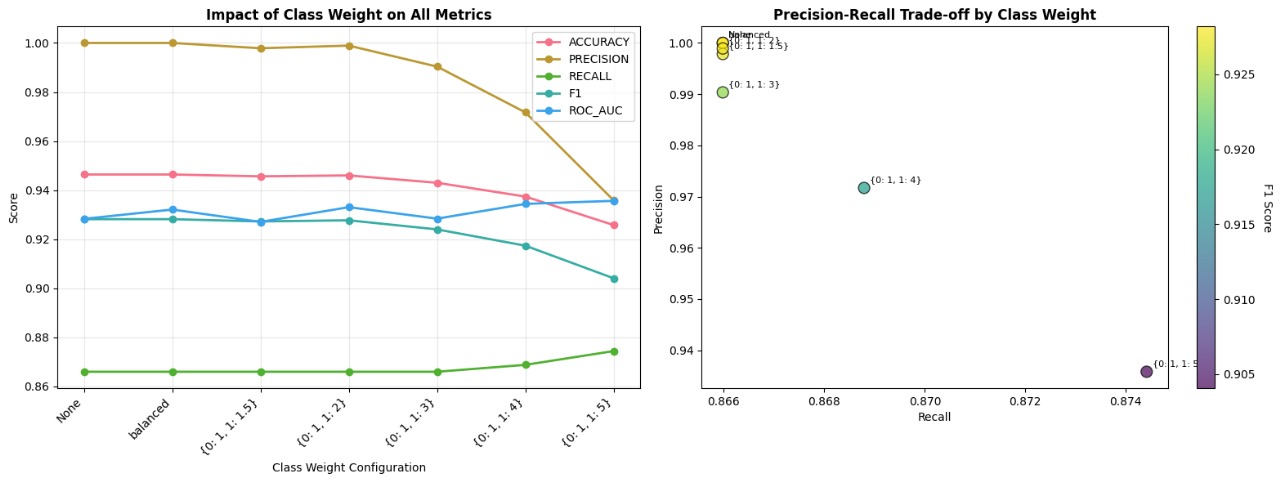 Impact of Class Weight on All Metrics
Score
1.00
0.98
0.96
0.94
0.92
0.90
0.88
0.86
ACCURACY
PRECISION
RECALL
F1
ROC_AUC
None
balanced
{0: 1, 1: 1.5}
{0: 1, 1: 2}
{0: 1, 1: 3}
{0: 1, 1: 4}
{0: 1, 1: 5}
Class Weight Configuration
Precision-Recall Trade-off by Class Weight
Precision
1.00
0.99
0.98
0.97
0.96
0.95
0.94
{0: 1, 1: 3}
{0: 1, 1: 4}
{0: 1, 1: 5
0.866
0.868
0.870
0.872
0.874
Recall
0.925
0.920
0.915
0.910
0.905
F1 Score